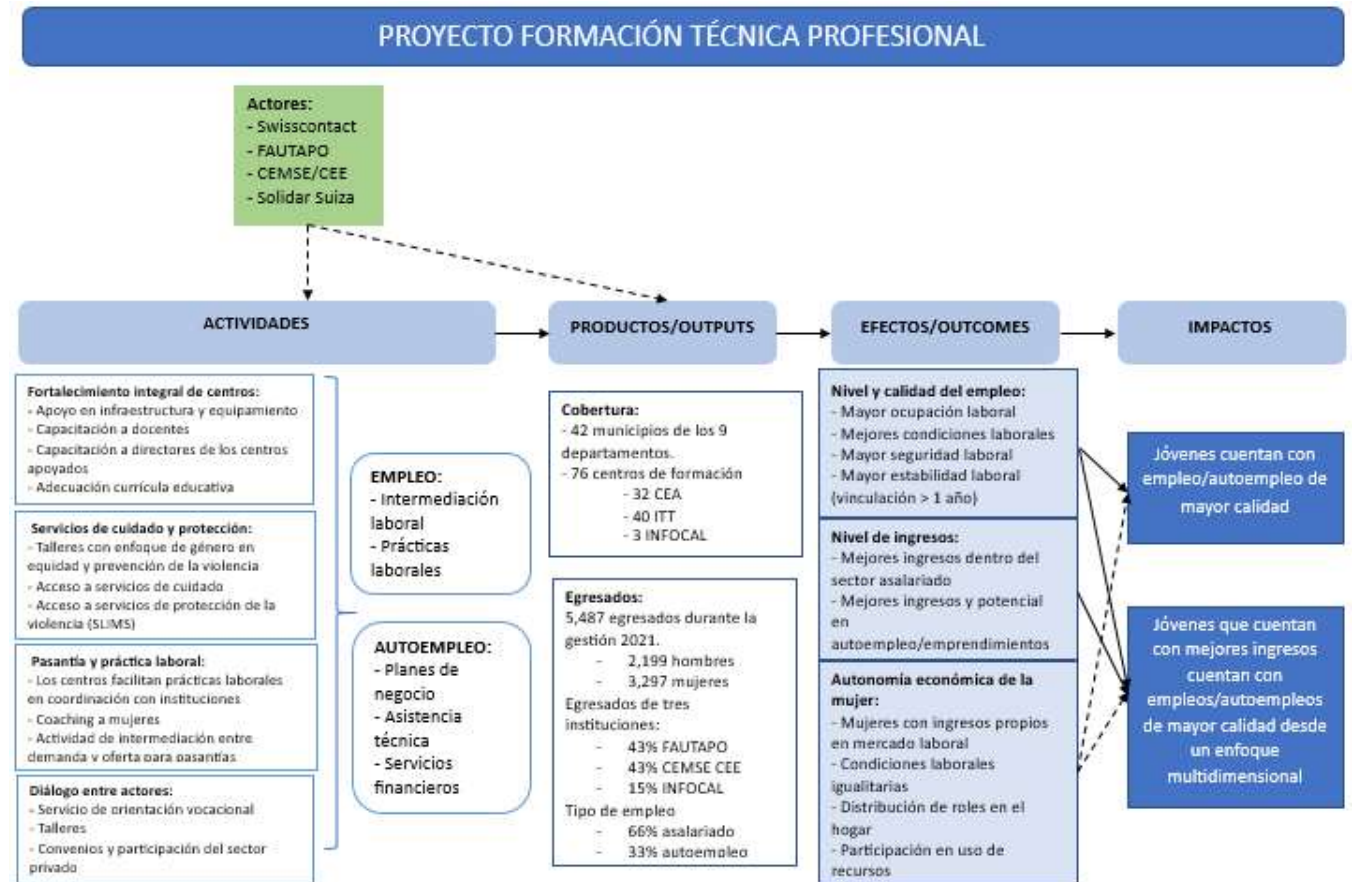 PROYECTO FORMACIÓN TÉCNICA PROFESIONAL
Actores:
- Swisscontact
- FAUTAPO
- CEMSE/CEE
- Solidar Suiza
ACTIVIDADES
PRODUCTOS/OUTPUTS
EFECTOS/OUTCOMES
IMPACTOS
Fortalecimiento integral de centros:
- Apoyo en infraestructura y equipamiento
- Capacitación a docentes
- Capacitación a directores de los centros
apoyados
- Adecuación currícula educativa
Servicios de cuidado y protección:
- Talleres con enfoque de género en
equidad y prevención de la violencia
- Acceso a servicios de cuidado
- Acceso a servicios de protección de la
violencia (SLIMS)
Pasantía y práctica laboral:
- Los centros facilitan prácticas laborales
en coordinación con instituciones
- Coaching a mujeres
- Actividad de intermediación entre
demanda y oferta para pasantías
Diálogo entre actores:
- Servicio de orientación vocacional
- Talleres
- Convenios y participación del sector
privado
EMPLEO:
- Intermediación
laboral
- Prácticas
laborales
AUTOEMPLEO:
- Planes de
negocio
- Asistencia
técnica
- Servicios
financieros
Cobertura:
- 42 municipios de los 9
departamentos.
- 76 centros de formación
- 32 CEA
- 40 ITT
- 3 INFOCAL
Egresados:
5,487 egresados durante la
gestión 2021.
- 2,199 hombres
- 3,297 mujeres
Egresados de tres
instituciones:
- 43% FAUTAPO
- 43% CEMSE CEE
- 15% INFOCAL
Tipo de empleo
- 66% asalariado
- 33% autoempleo
Nivel y calidad del empleo:
- Mayor ocupación laboral
- Mejores condiciones laborales
- Mayor seguridad laboral
- Mayor estabilidad laboral
(vinculación > 1 año)
Nivel de ingresos:
- Mejores ingresos dentro del
sector asalariado
- Mejores ingresos y potencial
en
autoempleo/emprendimientos
Autonomía económica de la
mujer:
- Mujeres con ingresos propios
en mercado laboral
- Condiciones laborales
igualitarias
- Distribución de roles en el
hogar
- Participación en uso de
recursos
Jóvenes cuentan con
empleo/autoempleo de
mayor calidad
Jóvenes que cuentan
con mejores ingresos
cuentan con
empleos/autoempleos
de mayor calidad desde
un enfoque
multidimensional